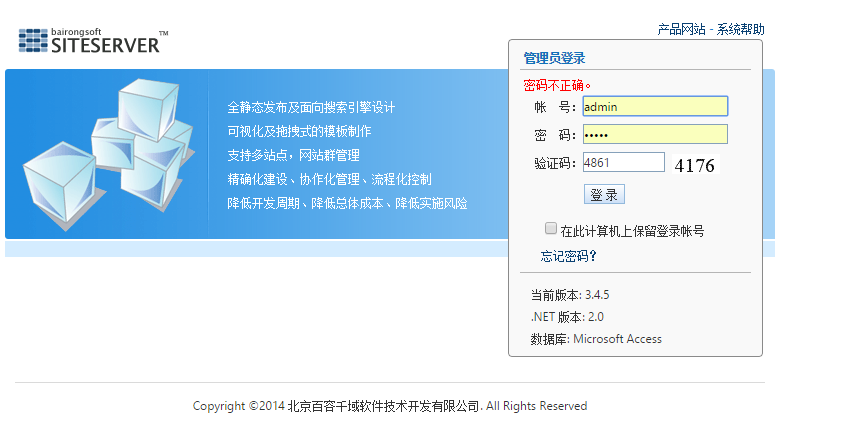 bairongsoft
SITESERVER™
产品网站 - 系统帮助
全静态发布及面向搜索引擎设计
可视化及拖拽式的模板制作
支持多站点，网站群管理
精确化建设、协作化管理、流程化控制
降低开发周期、降低总体成本、降低实施风险
管理员登录
密码不正确。
帐 号： admin
密 码： •••••
验证码： 4861 4176
登 录
在此计算机上保留登录帐号
忘记密码？
当前版本: 3.4.5
.NET 版本: 2.0
数据库: Microsoft Access
Copyright ©2014 北京百容千域软件技术开发有限公司. All Rights Reserved